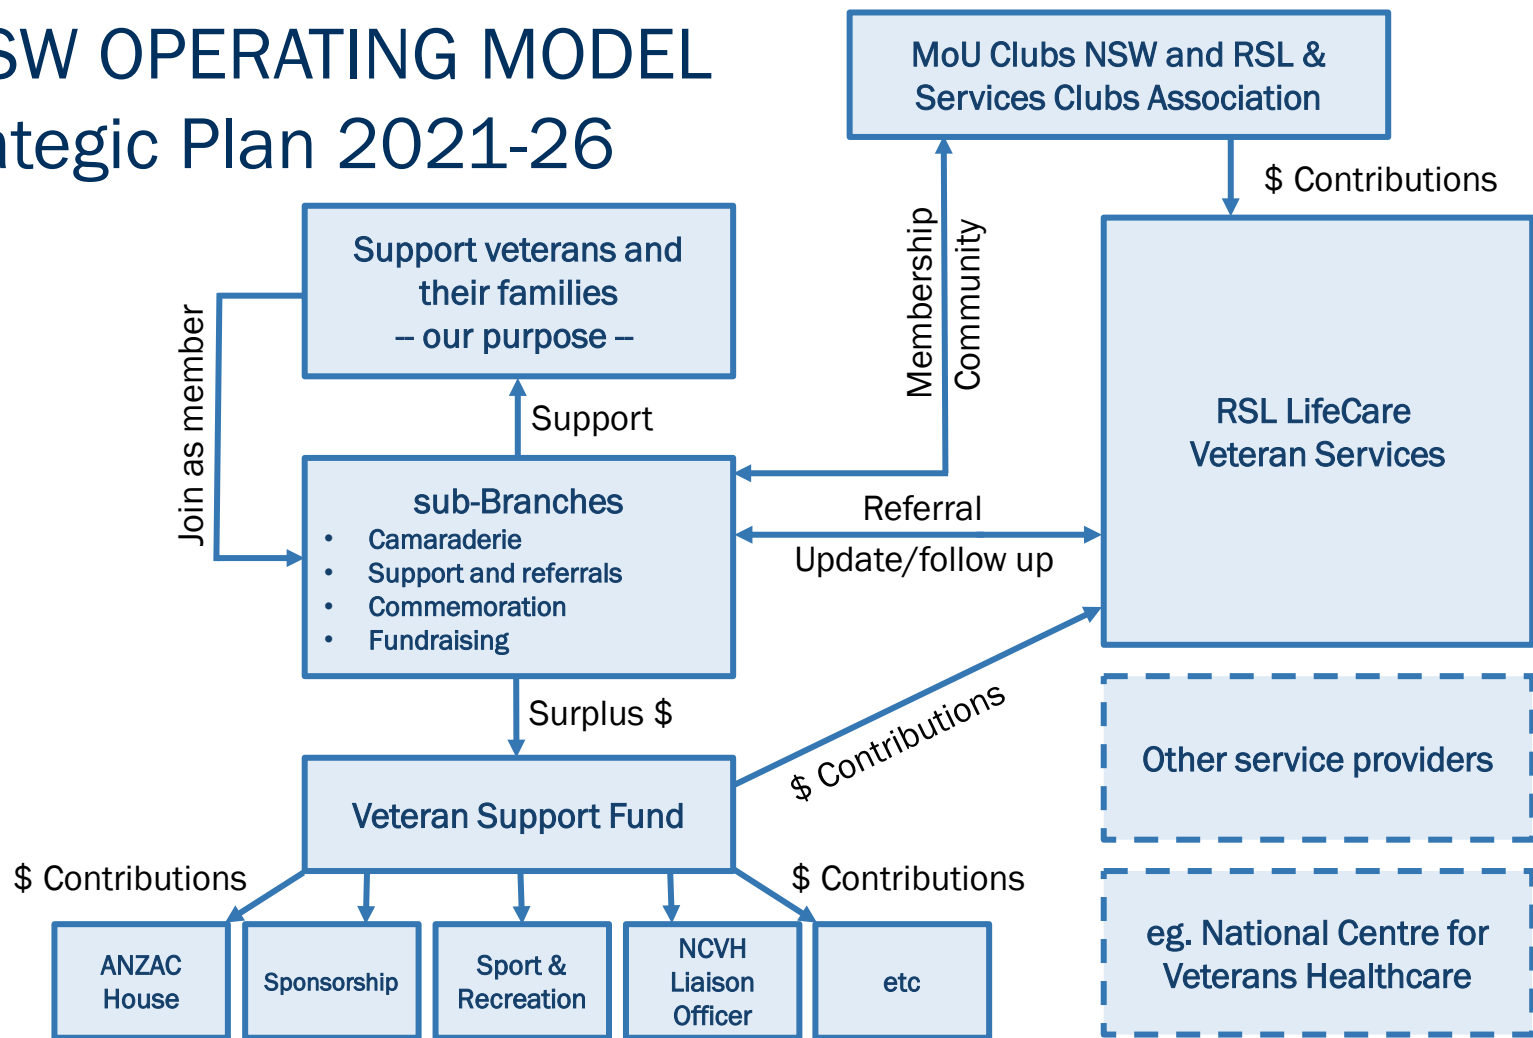 SW OPERATING MODEL
ategic Plan 2021-26
MoU Clubs NSW and RSL &
Services Clubs Association
$ Contributions
Membership
Community
Support veterans and
their families
-- our purpose --
Join as member
Support
RSL LifeCare
Veteran Services
sub-Branches
• Camaraderie
• Support and referrals
• Commemoration
• Fundraising
Referral
Update/follow up
Surplus $
$ Contributions
Other service providers
Veteran Support Fund
$ Contributions
$ Contributions
ANZAC
House
Sponsorship
Sport &
Recreation
NCVH
Liaison
Officer
etc
eg. National Centre for
Veterans Healthcare